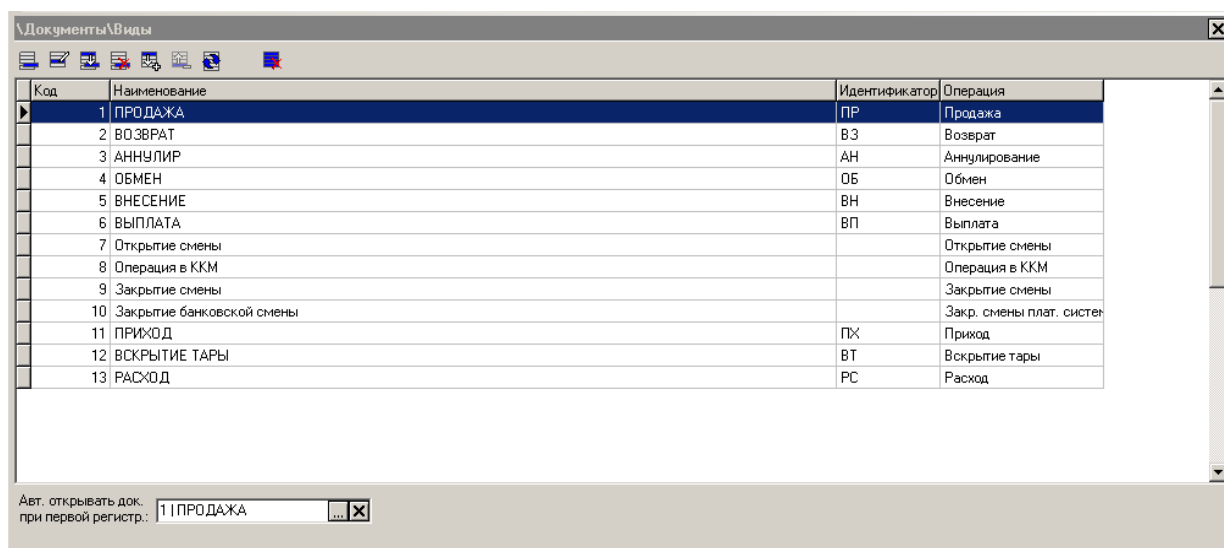 \Документы\Виды
Код Наименование Идентификатор Операция
1 ПРОДАЖА ПР Продажа
2 ВОЗВРАТ ВЗ Возврат
3 АННУЛИР АН Аннулирование
4 ОБМЕН ОБ Обмен
5 ВНЕСЕНИЕ ВН Внесение
6 ВЫПЛАТА ВП Выплата
7 Открытие смены Открытие смены
8 Операция в ККМ Операция в ККМ
9 Закрытие смены Закрытие смены
10 Закрытие банковской смены Закр. смены плат. систем
11 ПРИХОД ПХ Приход
12 ВСКРЫТИЕ ТАРЫ ВТ Вскрытие тары
13 РАСХОД РС Расход
Авт. открывать док.
при первой регистр.: 1 | ПРОДАЖА ...